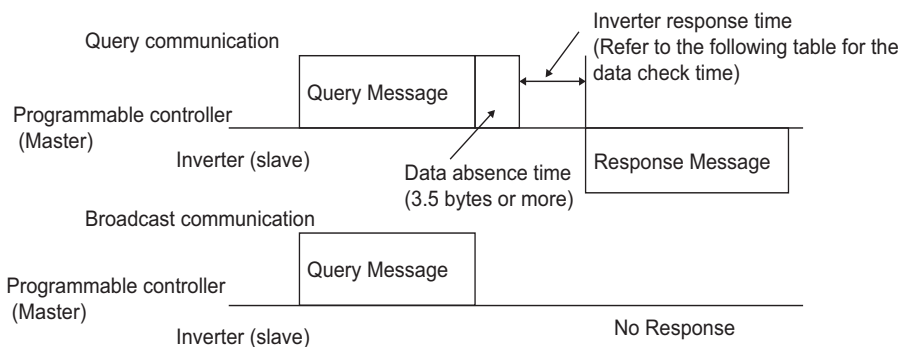 Inverter response time
(Refer to the following table for the
data check time)
Query communication
Query Message
Programmable controller
(Master)
Inverter (slave)
Data absence time
(3.5 bytes or more)
Response Message
Broadcast communication
Query Message
Programmable controller
(Master)
Inverter (slave)
No Response